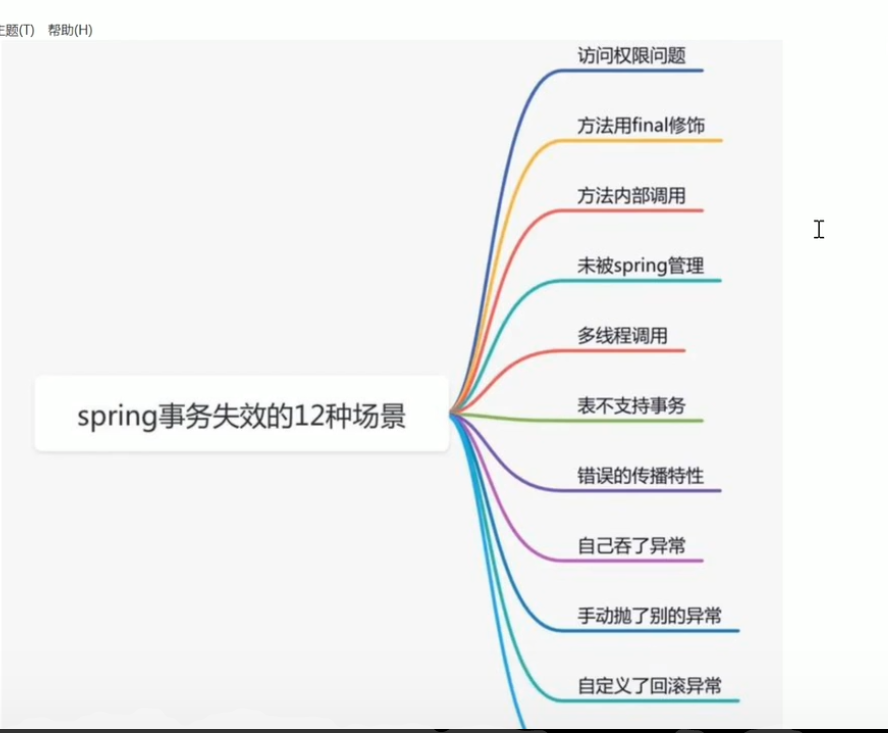 主题(T) 帮助(H)
访问权限问题
方法用final修饰
方法内部调用
未被spring管理
多线程调用
spring事务失效的12种场景
表不支持事务
错误的传播特性
自己吞了异常
手动抛了别的异常
自定义了回滚异常